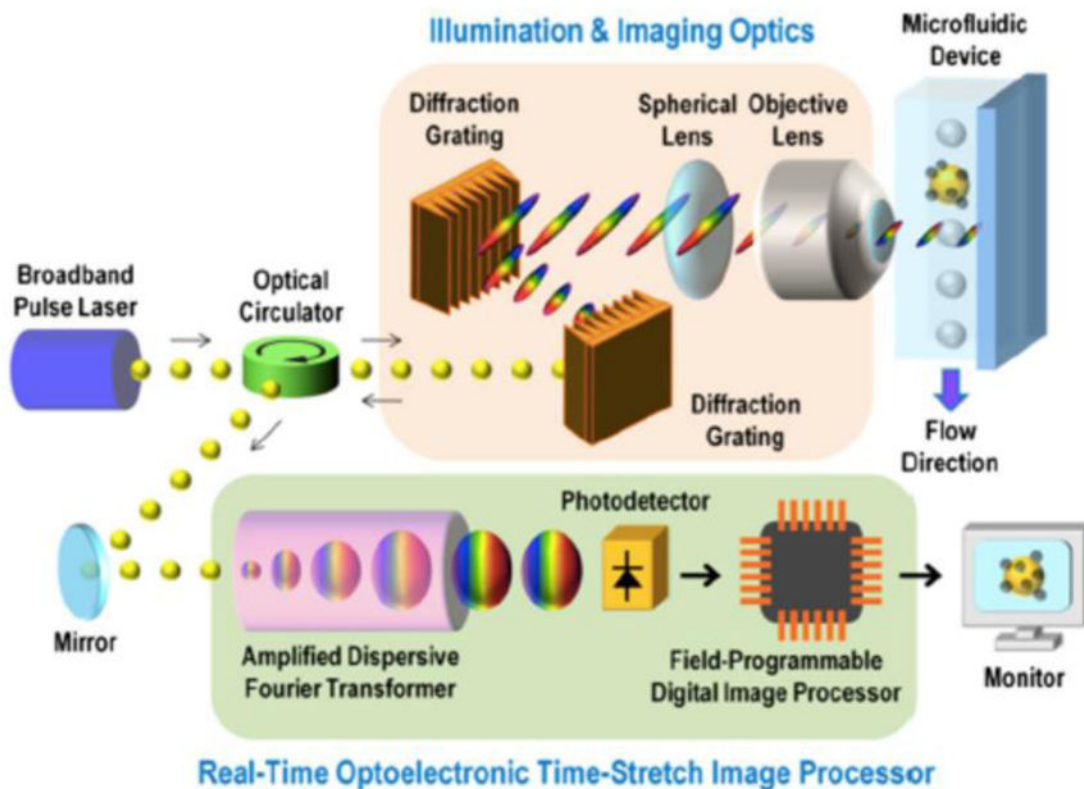 Illumination & Imaging Optics
Microfluidic
Device
Diffraction
Grating
Spherical
Lens
Objective
Lens
Broadband
Pulse Laser
Optical
Circulator
Diffraction
Grating
Flow
Direction
Photodetector
Mirror
Amplified Dispersive
Fourier Transformer
Field-Programmable
Digital Image Processor
Monitor
Real-Time Optoelectronic Time-Stretch Image Processor